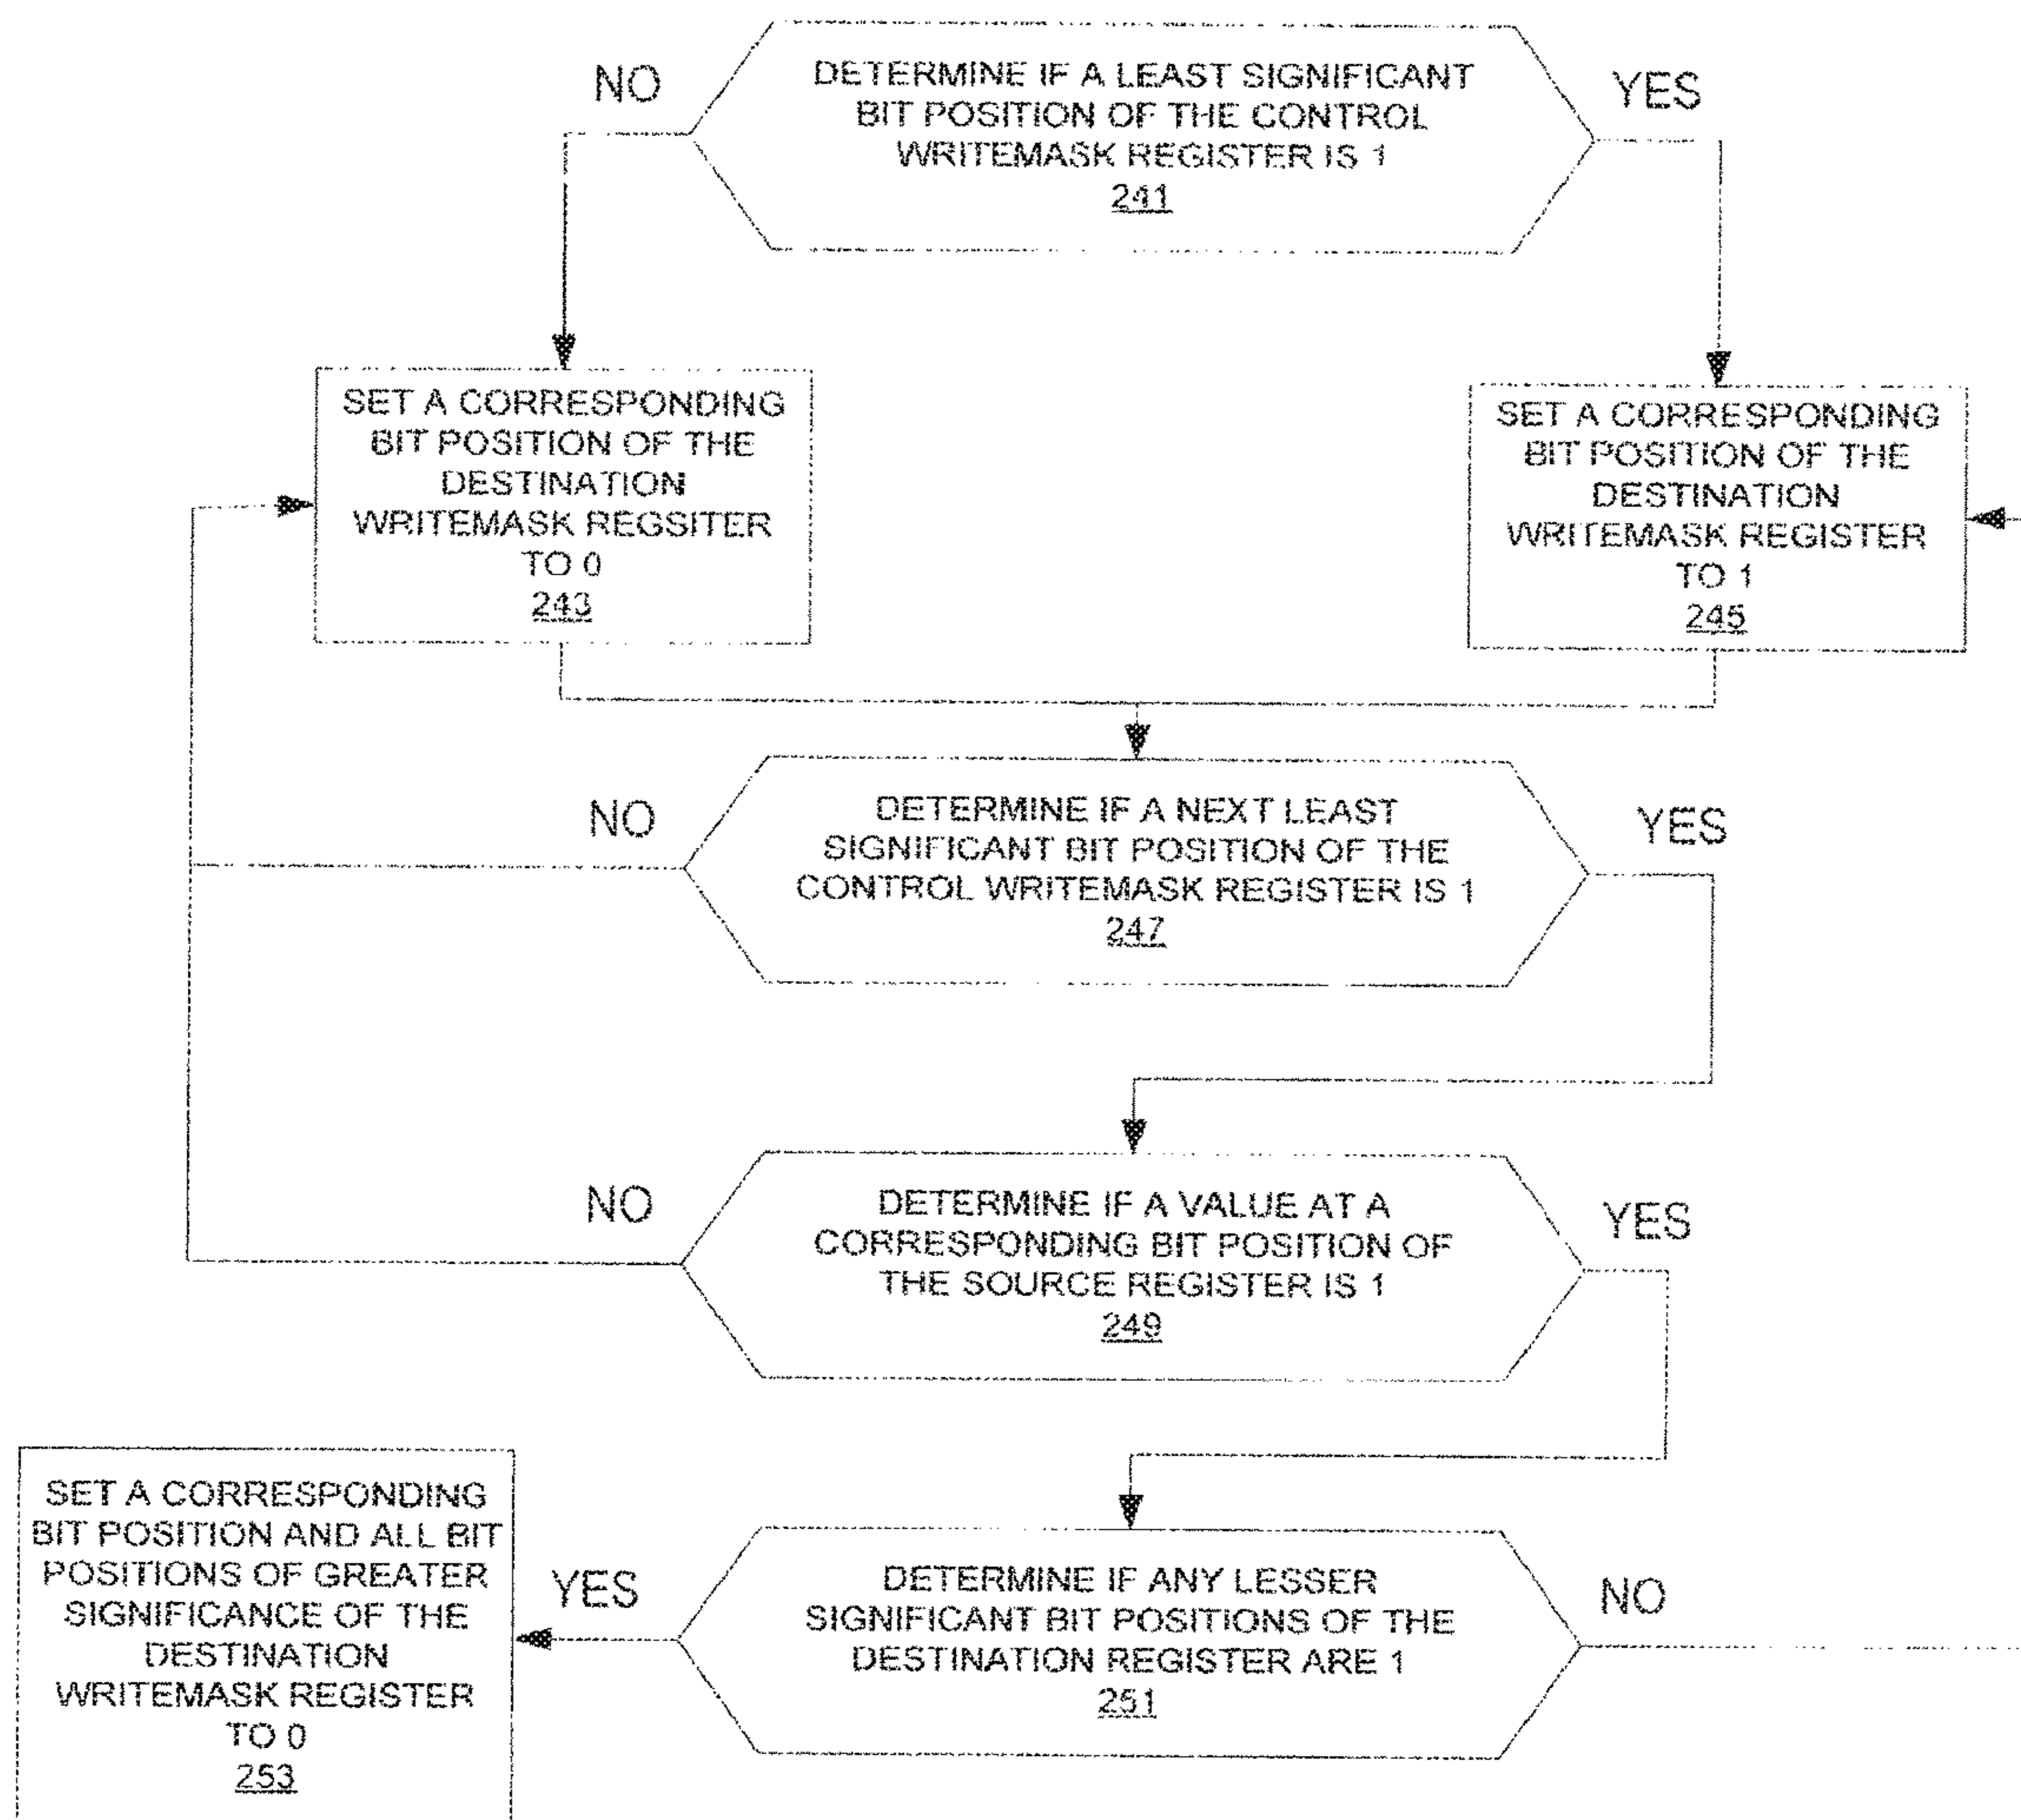 NO
DETERMINE IF A LEAST SIGNIFICANT
BIT POSITION OF THE CONTROL
WRITEMASK REGISTER IS 1
241
YES
SET A CORRESPONDING
BIT POSITION OF THE
DESTINATION
WRITEMASK REGSITER
TO 0
243
SET A CORRESPONDING
BIT POSITION OF THE
DESTINATION
WRITEMASK REGISTER
TO 1
245
NO
DETERMINE IF A NEXT LEAST
SIGNIFICANT BIT POSITION OF THE
CONTROL WRITEMASK REGISTER IS 1
247
YES
NO
DETERMINE IF A VALUE AT A
CORRESPONDING BIT POSITION OF
THE SOURCE REGISTER IS 1
249
YES
SET A CORRESPONDING
BIT POSITION AND ALL BIT
POSITIONS OF GREATER
SIGNIFICANCE OF THE
DESTINATION
WRITEMASK REGISTER
TO 0
253
YES
DETERMINE IF ANY LESSER
SIGNIFICANT BIT POSITIONS OF THE
DESTINATION REGISTER ARE 1
251
NO